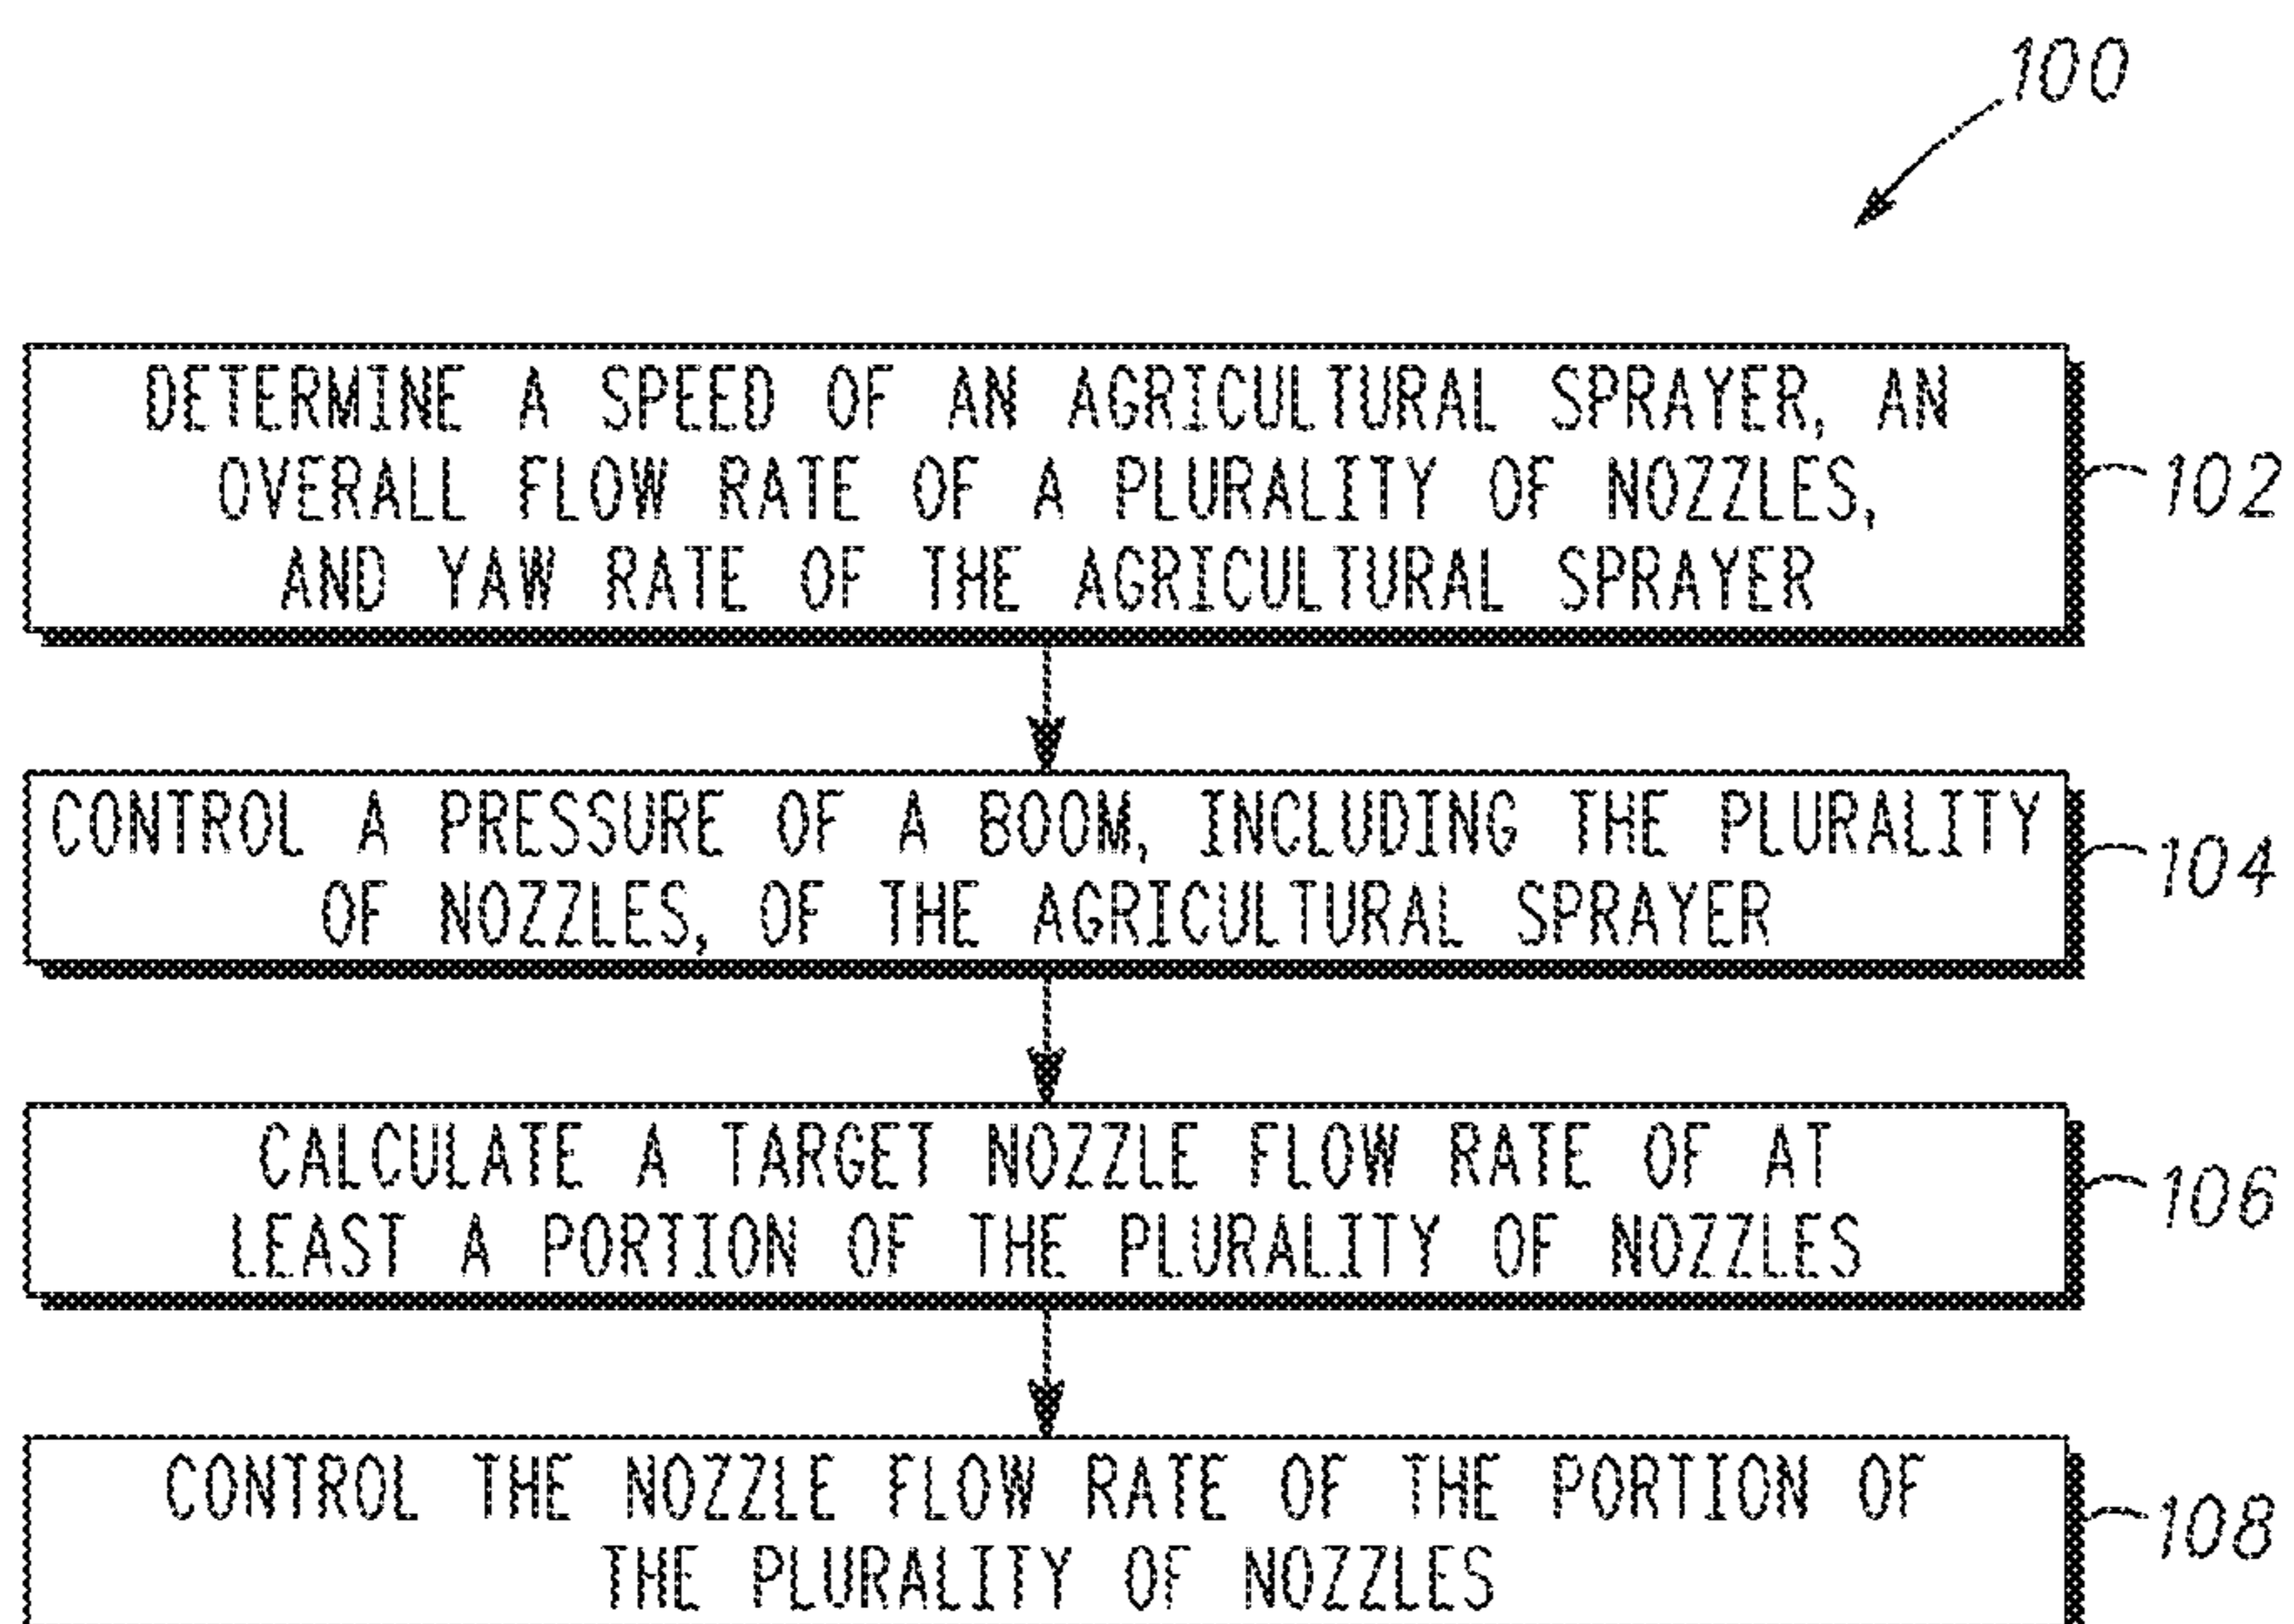 100
DETERMINE A SPEED OF AN AGRICULTURAL SPRAYER, AN
OVERALL FLOW RATE OF A PLURALITY OF NOZZLES,
AND YAW RATE OF THE AGRICULTURAL SPRAYER
102
CONTROL A PRESSURE OF A BOOM, INCLUDING THE PLURALITY
OF NOZZLES, OF THE AGRICULTURAL SPRAYER
104
CALCULATE A TARGET NOZZLE FLOW RATE OF AT
LEAST A PORTION OF THE PLURALITY OF NOZZLES
106
CONTROL THE NOZZLE FLOW RATE OF THE PORTION OF
THE PLURALITY OF NOZZLES
108